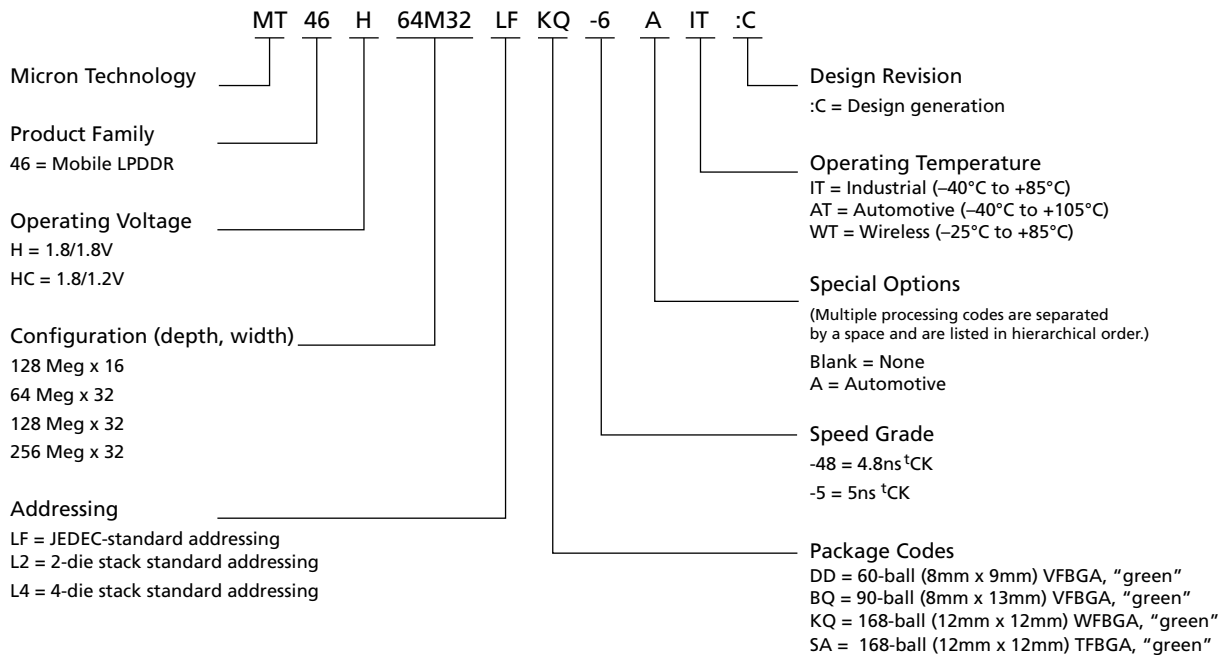 MT 46 H 64M32 LF KQ -6 A IT :C
Micron Technology
Product Family
46 = Mobile LPDDR
Operating Voltage
H = 1.8/1.8V
HC = 1.8/1.2V
Configuration (depth, width)
128 Meg x 16
64 Meg x 32
128 Meg x 32
256 Meg x 32
Addressing
LF = JEDEC-standard addressing
L2 = 2-die stack standard addressing
L4 = 4-die stack standard addressing
Design Revision
:C = Design generation
Operating Temperature
IT = Industrial (–40°C to +85°C)
AT = Automotive (–40°C to +105°C)
WT = Wireless (–25°C to +85°C)
Special Options
(Multiple processing codes are separated
by a space and are listed in hierarchical order.)
Blank = None
A = Automotive
Speed Grade
-48 = 4.8ns tCK
-5 = 5ns tCK
Package Codes
DD = 60-ball (8mm x 9mm) VFBGA, “green”
BQ = 90-ball (8mm x 13mm) VFBGA, “green”
KQ = 168-ball (12mm x 12mm) WFBGA, “green”
SA = 168-ball (12mm x 12mm) TFBGA, “green”